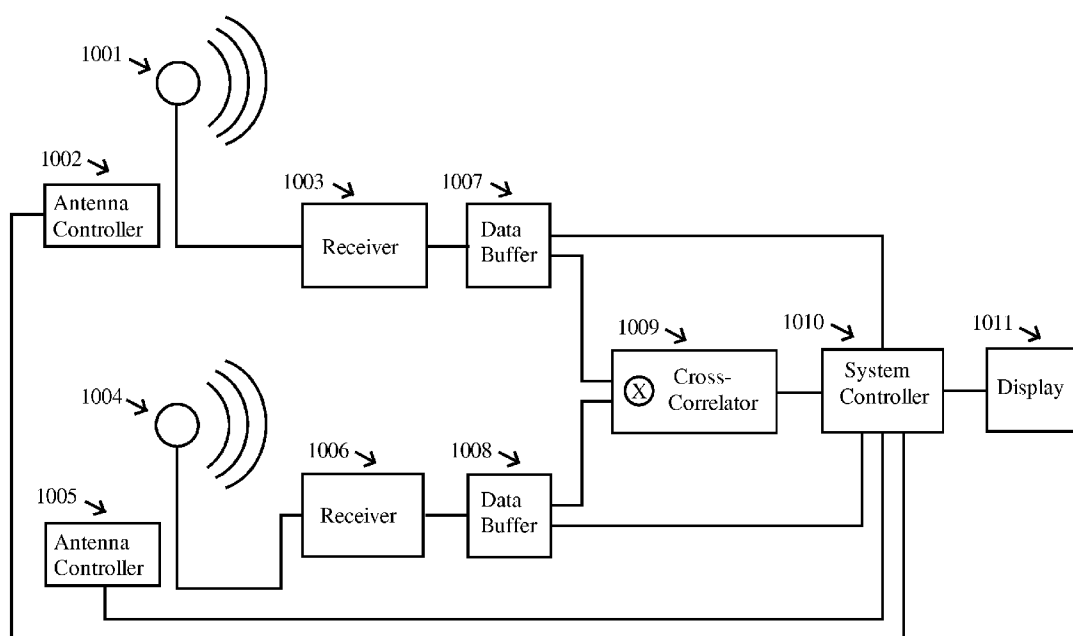 1001
1002
Antenna
Controller
1003
Receiver
1007
Data
Buffer
1009
X
Cross-
Correlator
1010
System
Controller
1011
Display
1004
1005
Antenna
Controller
1006
Receiver
1008
Data
Buffer